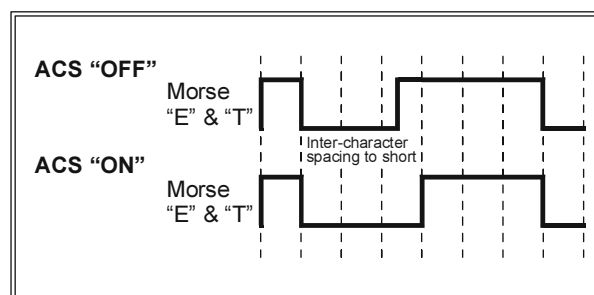 ACS “OFF”
Morse
“E” & “T”
Inter-character
spacing to short
ACS “ON”
Morse
“E” & “T”